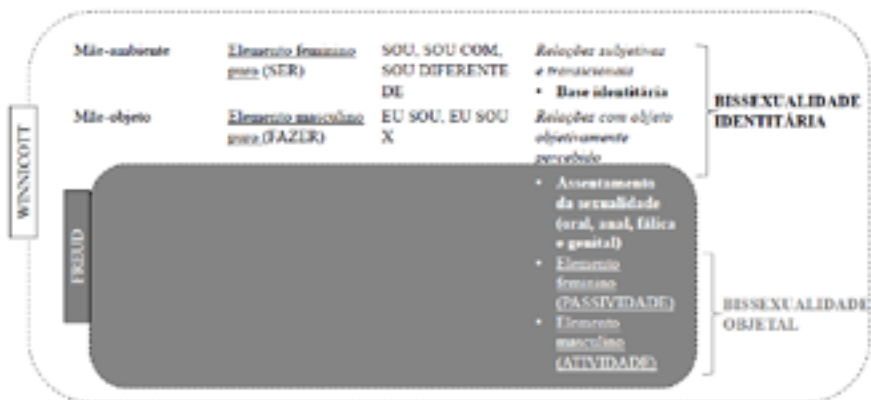 Mãe-ambiente
Elemento feminino
puro (SER)
SOU, SOU COM,
SOU DIFERENTE
DE
Relações subjetivas
e transicionais
• Base identitária
Mãe-objeto
Elemento masculino
puro (FAZER)
EU SOU, EU SOU
X
Relações com objeto
objetivamente
percebido
BISSEXUALIDADE
IDENTITÁRIA
WINNICOTT
FREUD
• Assentamento
da sexualidade
(oral, anal, fálica
e genital)
• Elemento
feminino
(PASSIVIDADE)
• Elemento
masculino
(ATIVIDADE)
BISSEXUALIDADE
OBJETAL